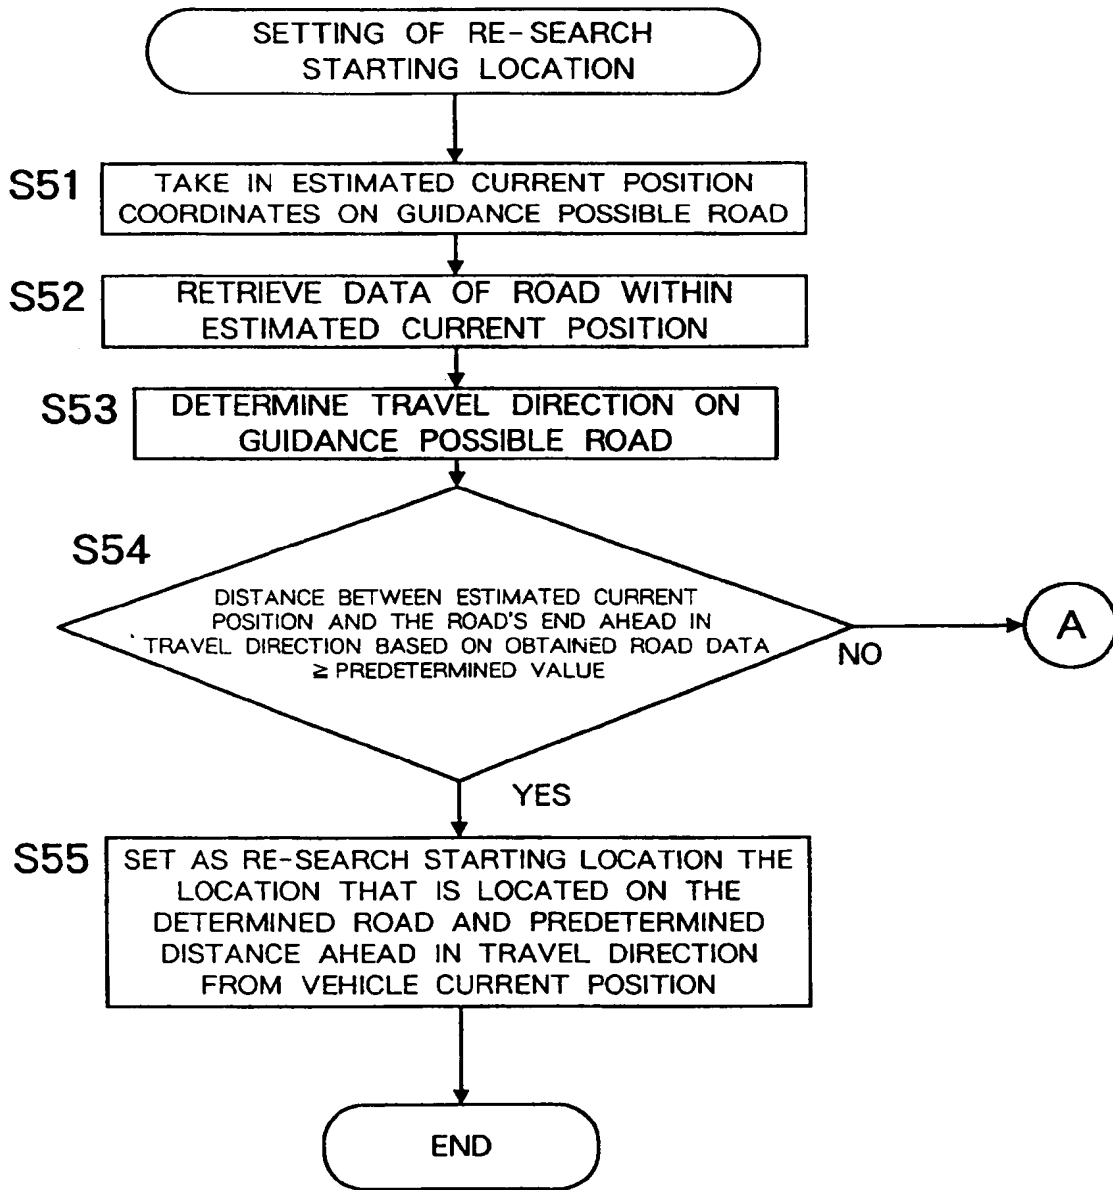 SETTING OF RE-SEARCH
STARTING LOCATION
S51
TAKE IN ESTIMATED CURRENT POSITION
COORDINATES ON GUIDANCE POSSIBLE ROAD
S52
RETRIEVE DATA OF ROAD WITHIN
ESTIMATED CURRENT POSITION
S53
DETERMINE TRAVEL DIRECTION ON
GUIDANCE POSSIBLE ROAD
S54
DISTANCE BETWEEN ESTIMATED CURRENT
POSITION AND THE ROAD'S END AHEAD IN
TRAVEL DIRECTION BASED ON OBTAINED ROAD DATA
≥ PREDETERMINED VALUE
NO
A
YES
S55
SET AS RE-SEARCH STARTING LOCATION THE
LOCATION THAT IS LOCATED ON THE
DETERMINED ROAD AND PREDETERMINED
DISTANCE AHEAD IN TRAVEL DIRECTION
FROM VEHICLE CURRENT POSITION
END